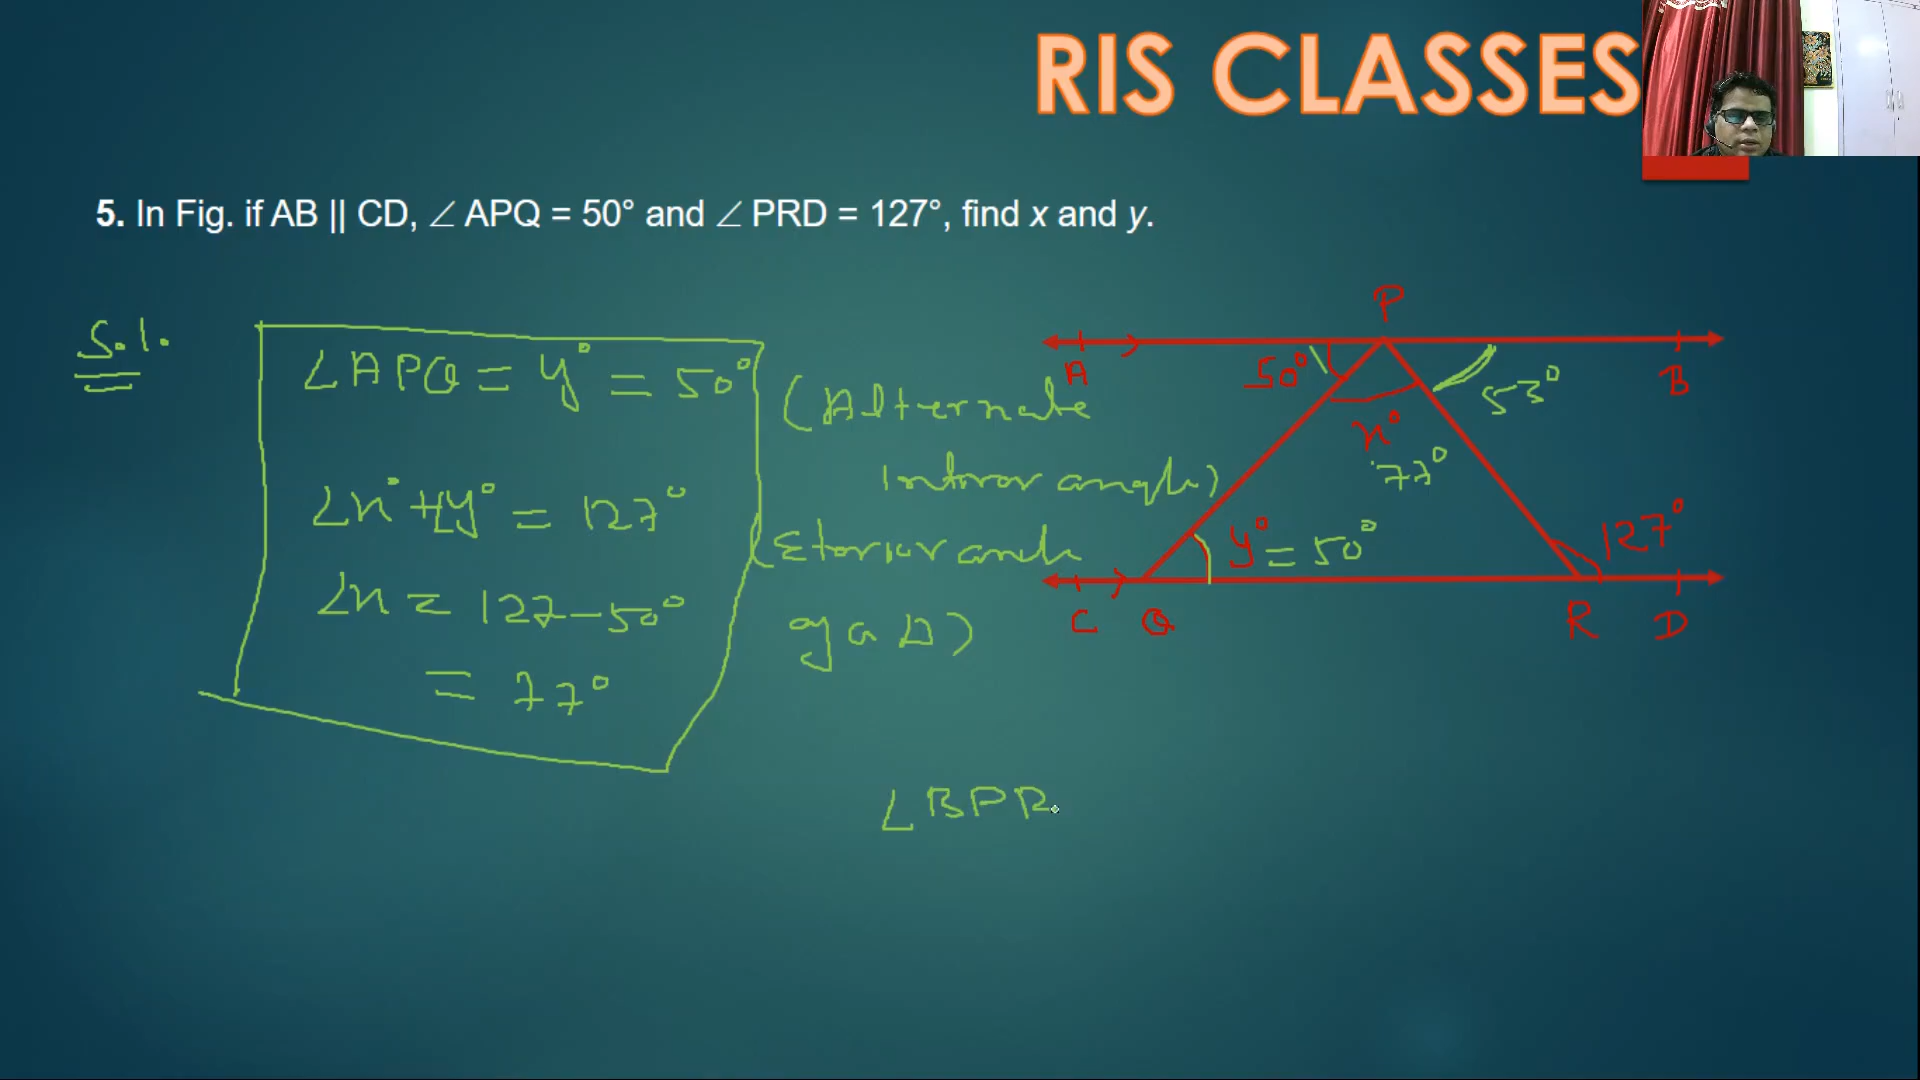 RIS CLASSES
5. In Fig. if AB || CD, ∠ APQ = 50° and ∠ PRD = 127°, find x and y.
Sol.
∠APQ = y° = 50°
(Alternate
Interior angle)
∠x° + ∠y° = 127°
(Exterior angle
of a Δ)
∠x = 127 - 50°
= 77°
∠BPR
P
A
50°
x°
77°
53°
B
y° = 50°
127°
C
Q
R
D